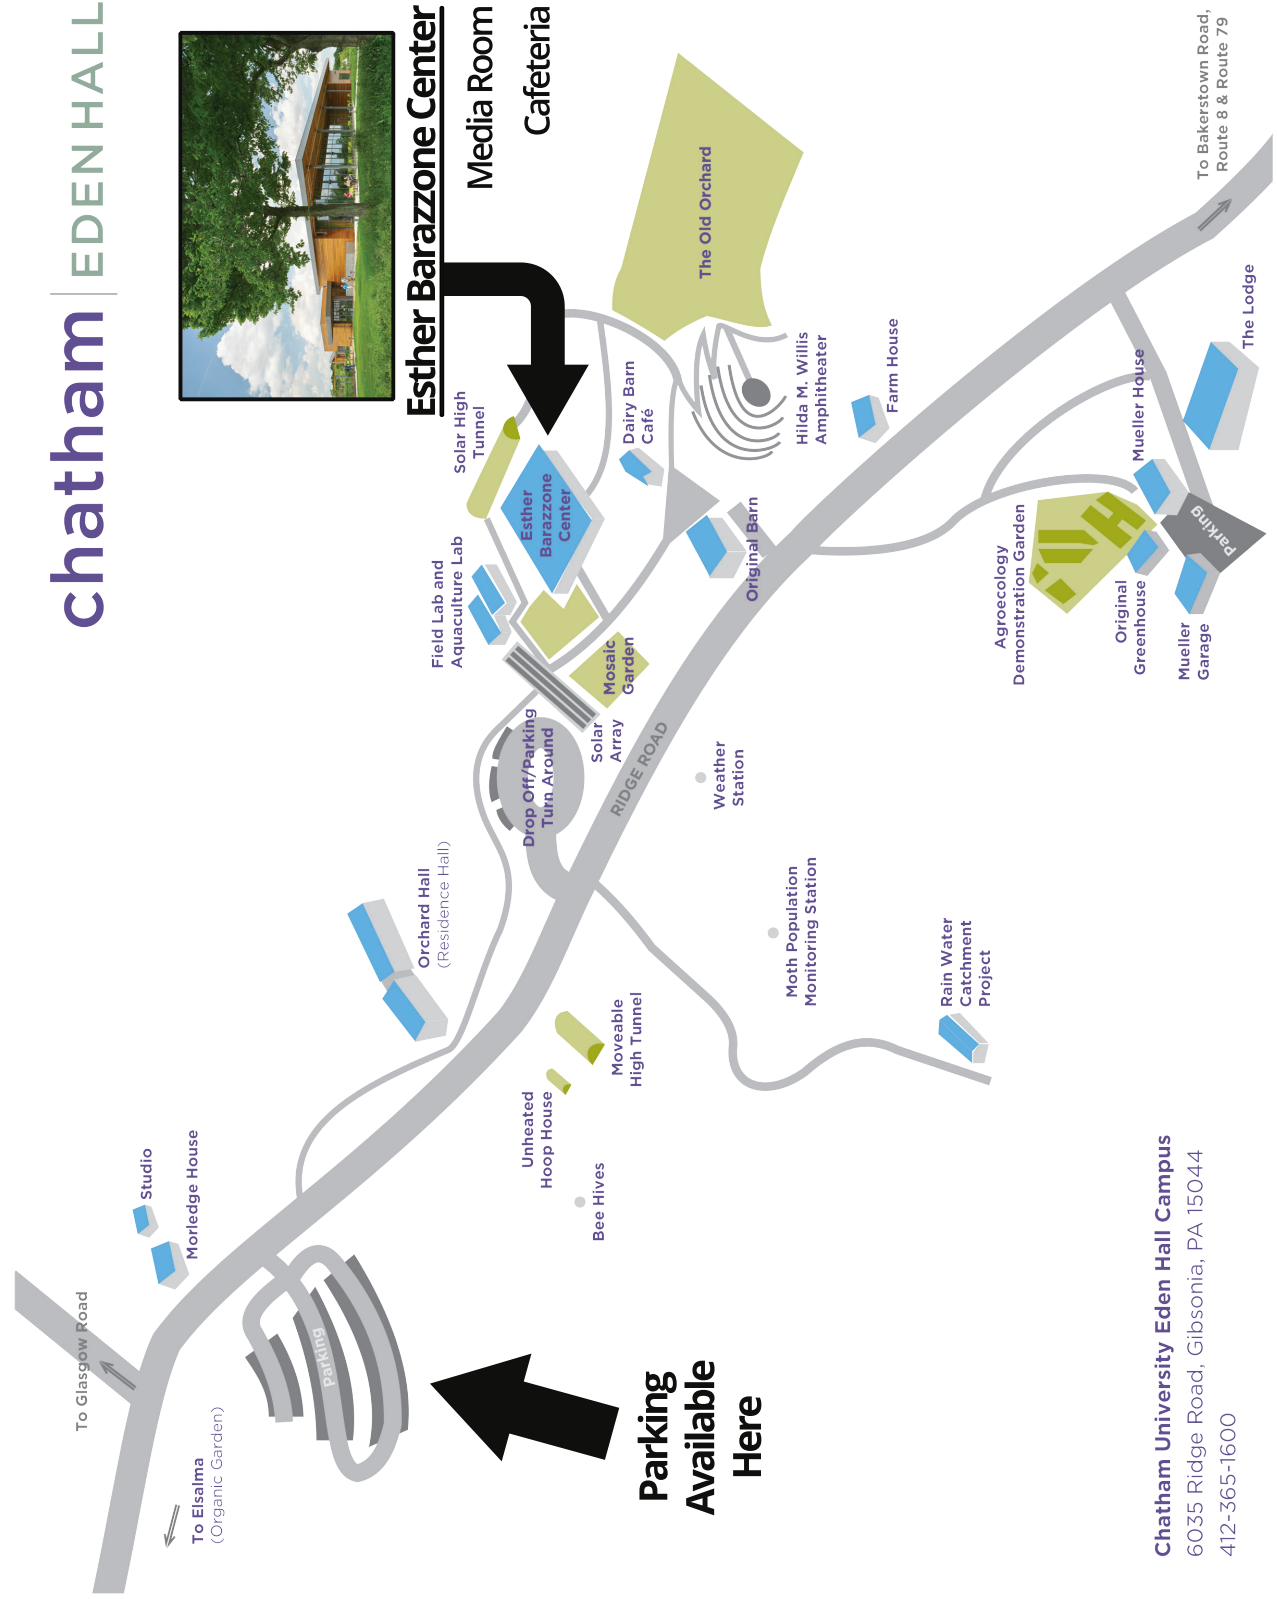 chatham EDEN HALL
Esther Barazzone Center
Media Room
Cafeteria
Solar High
Tunnel
Esther
Barazzone
Center
Field Lab and
Aquaculture Lab
Dairy Barn
Café
The Old Orchard
Hilda M. Willis
Amphitheater
Farm House
Original Barn
Mosaic
Garden
Solar
Array
Drop Off/Parking
Turn Around
RIDGE ROAD
Weather
Station
Moth Population
Monitoring Station
Rain Water
Catchment
Project
Orchard Hall
(Residence Hall)
Moveable
High Tunnel
Unheated
Hoop House
Bee Hives
Studio
Morledge House
To Glasgow Road
To Elsalma
(Organic Garden)
Parking
Parking
Available
Here
To Bakerstown Road,
Route 8 & Route 79
The Lodge
Mueller House
Parking
Agroecology
Demonstration Garden
Original
Greenhouse
Mueller
Garage
Chatham University Eden Hall Campus
6035 Ridge Road, Gibsonia, PA 15044
412-365-1600